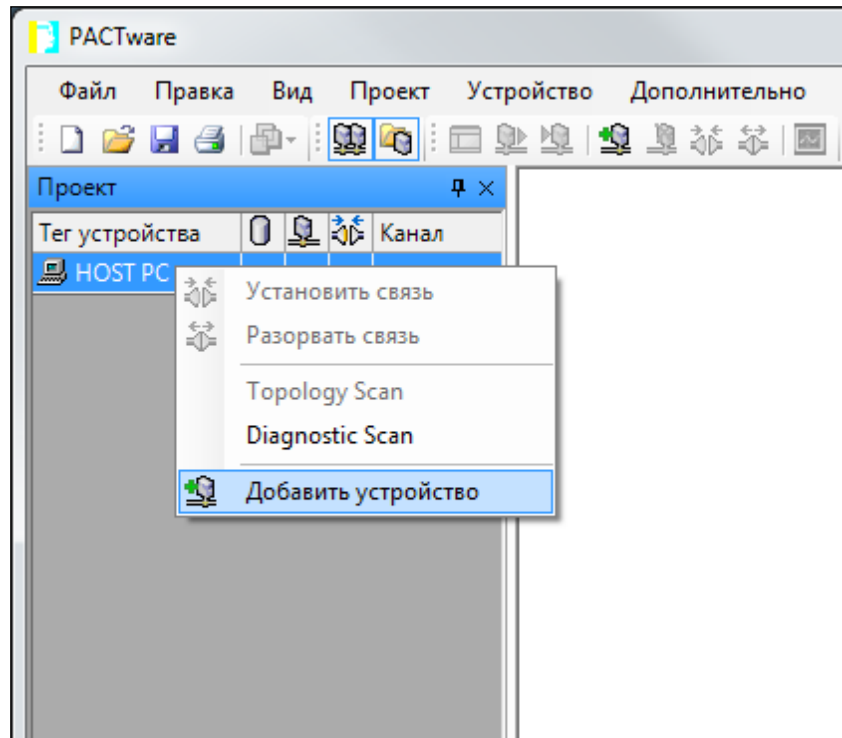 PACTware
Файл Правка Вид Проект Устройство Дополнительно
Проект
Тег устройства Канал
HOST PC
Установить связь
Разорвать связь
Topology Scan
Diagnostic Scan
Добавить устройство